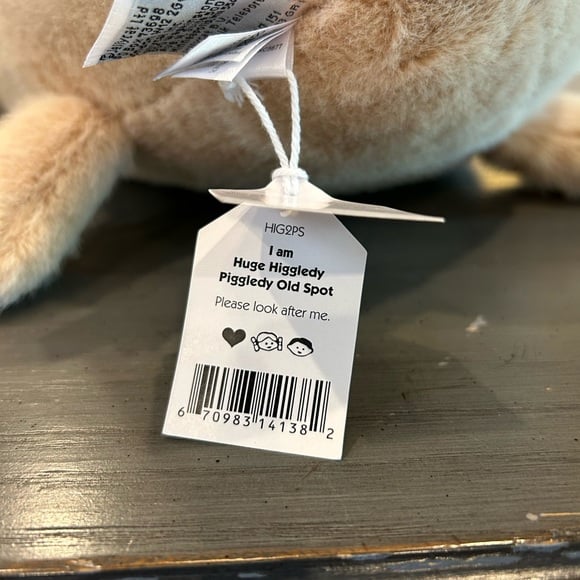 HIG2PS
I am
Huge Higgledy
Piggledy Old Spot
Please look after me.
6 70983 14138 2